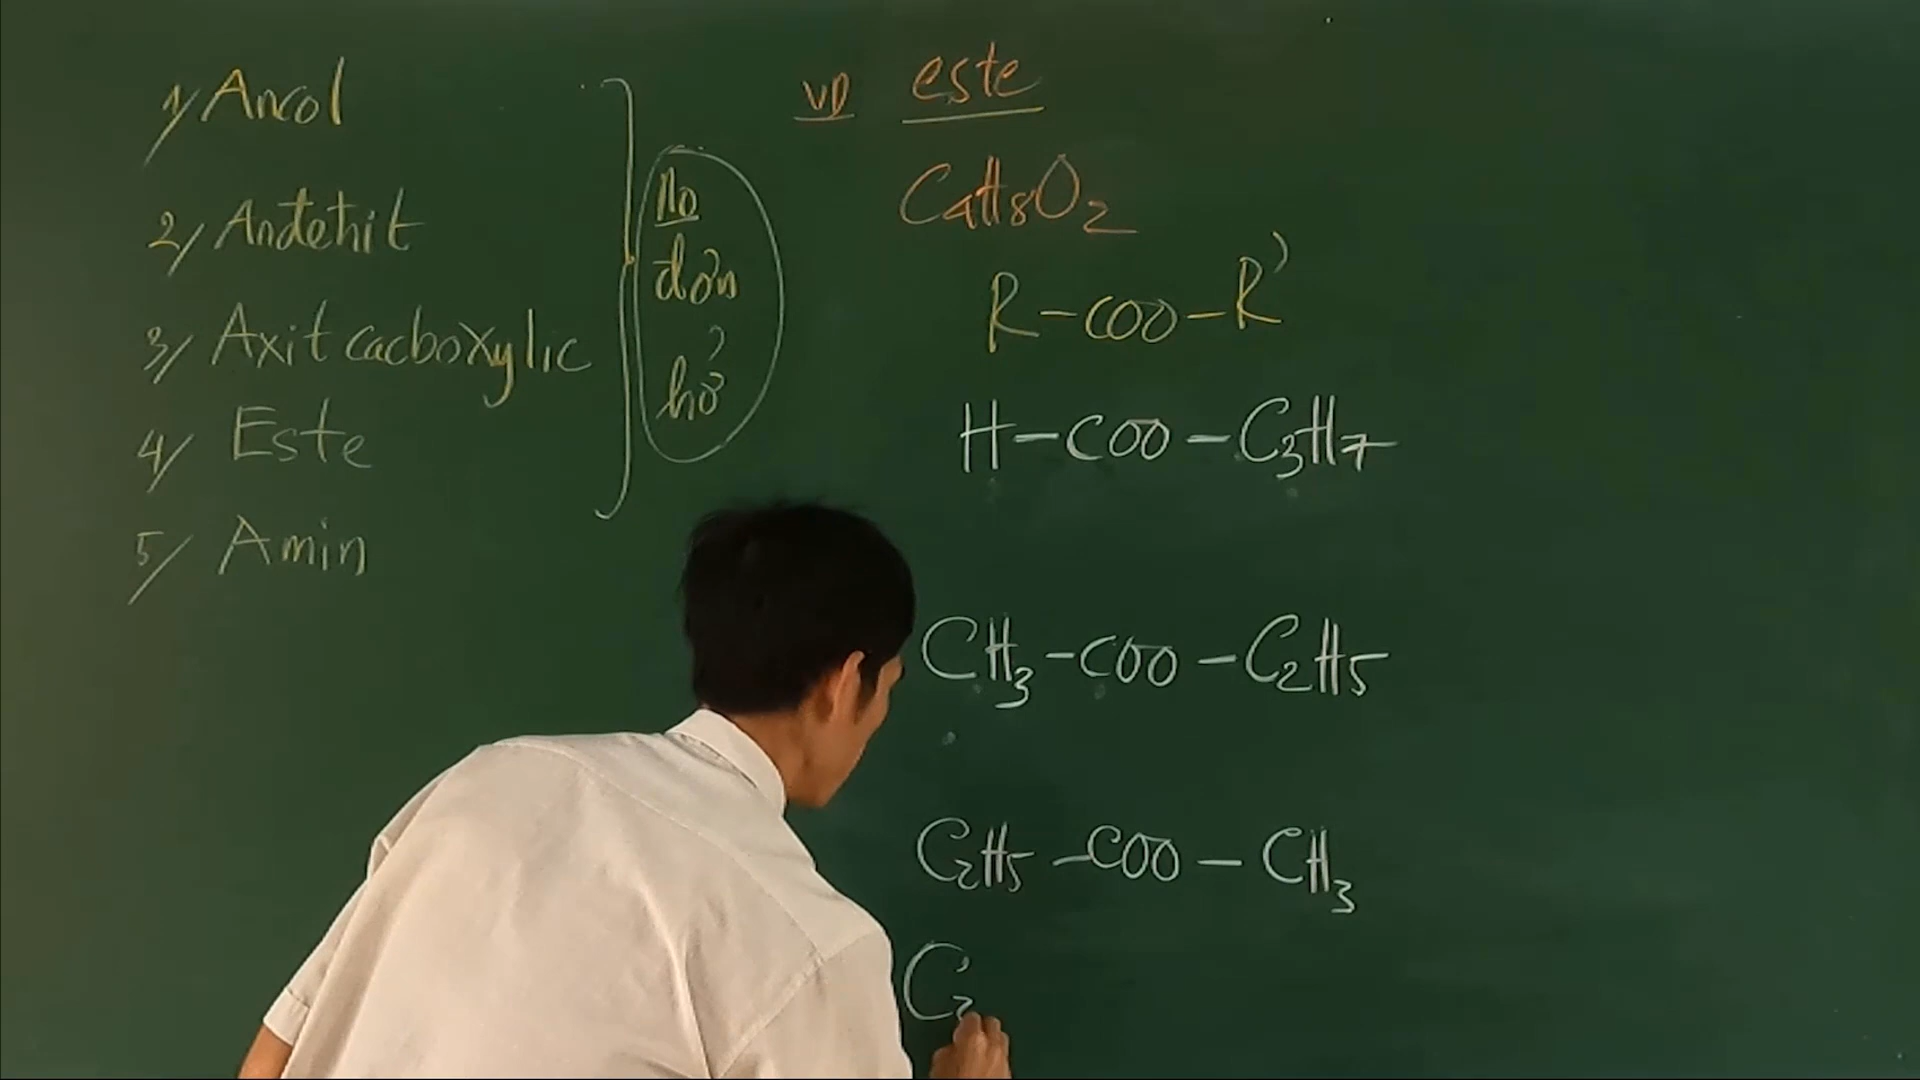 1/ Ancol
2/ Anđehit
3/ Axit cacboxylic
4/ Este
5/ Amin
no
đơn
hở
VD este
C4H8O2
R-COO-R'
H-COO-C3H7
CH3-COO-C2H5
C2H5-COO-CH3